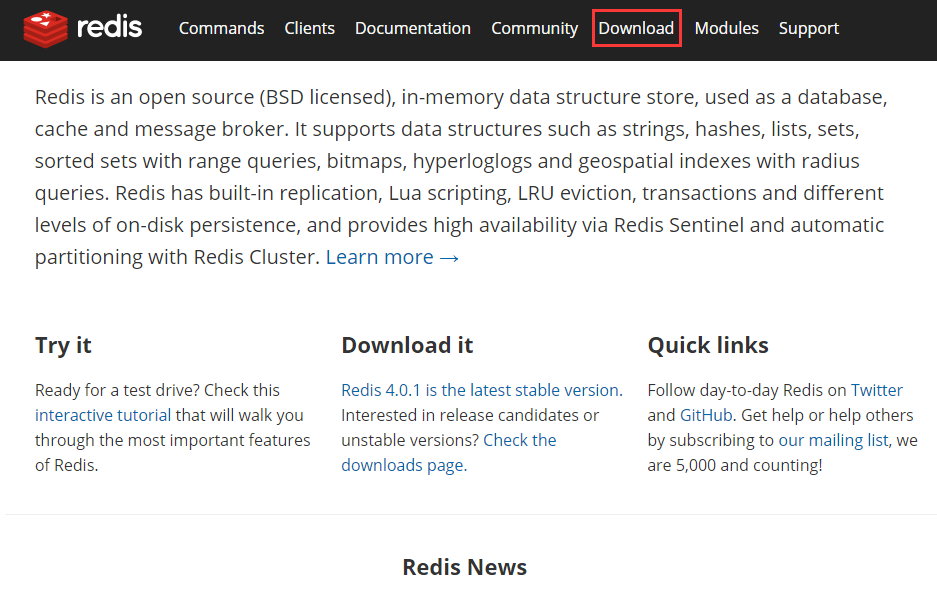 redis Commands Clients Documentation Community Download Modules Support
Redis is an open source (BSD licensed), in-memory data structure store, used as a database,
cache and message broker. It supports data structures such as strings, hashes, lists, sets,
sorted sets with range queries, bitmaps, hyperloglogs and geospatial indexes with radius
queries. Redis has built-in replication, Lua scripting, LRU eviction, transactions and different
levels of on-disk persistence, and provides high availability via Redis Sentinel and automatic
partitioning with Redis Cluster. Learn more →
Try it
Ready for a test drive? Check this
interactive tutorial that will walk you
through the most important features
of Redis.
Download it
Redis 4.0.1 is the latest stable version.
Interested in release candidates or
unstable versions? Check the
downloads page.
Quick links
Follow day-to-day Redis on Twitter
and GitHub. Get help or help others
by subscribing to our mailing list, we
are 5,000 and counting!
Redis News